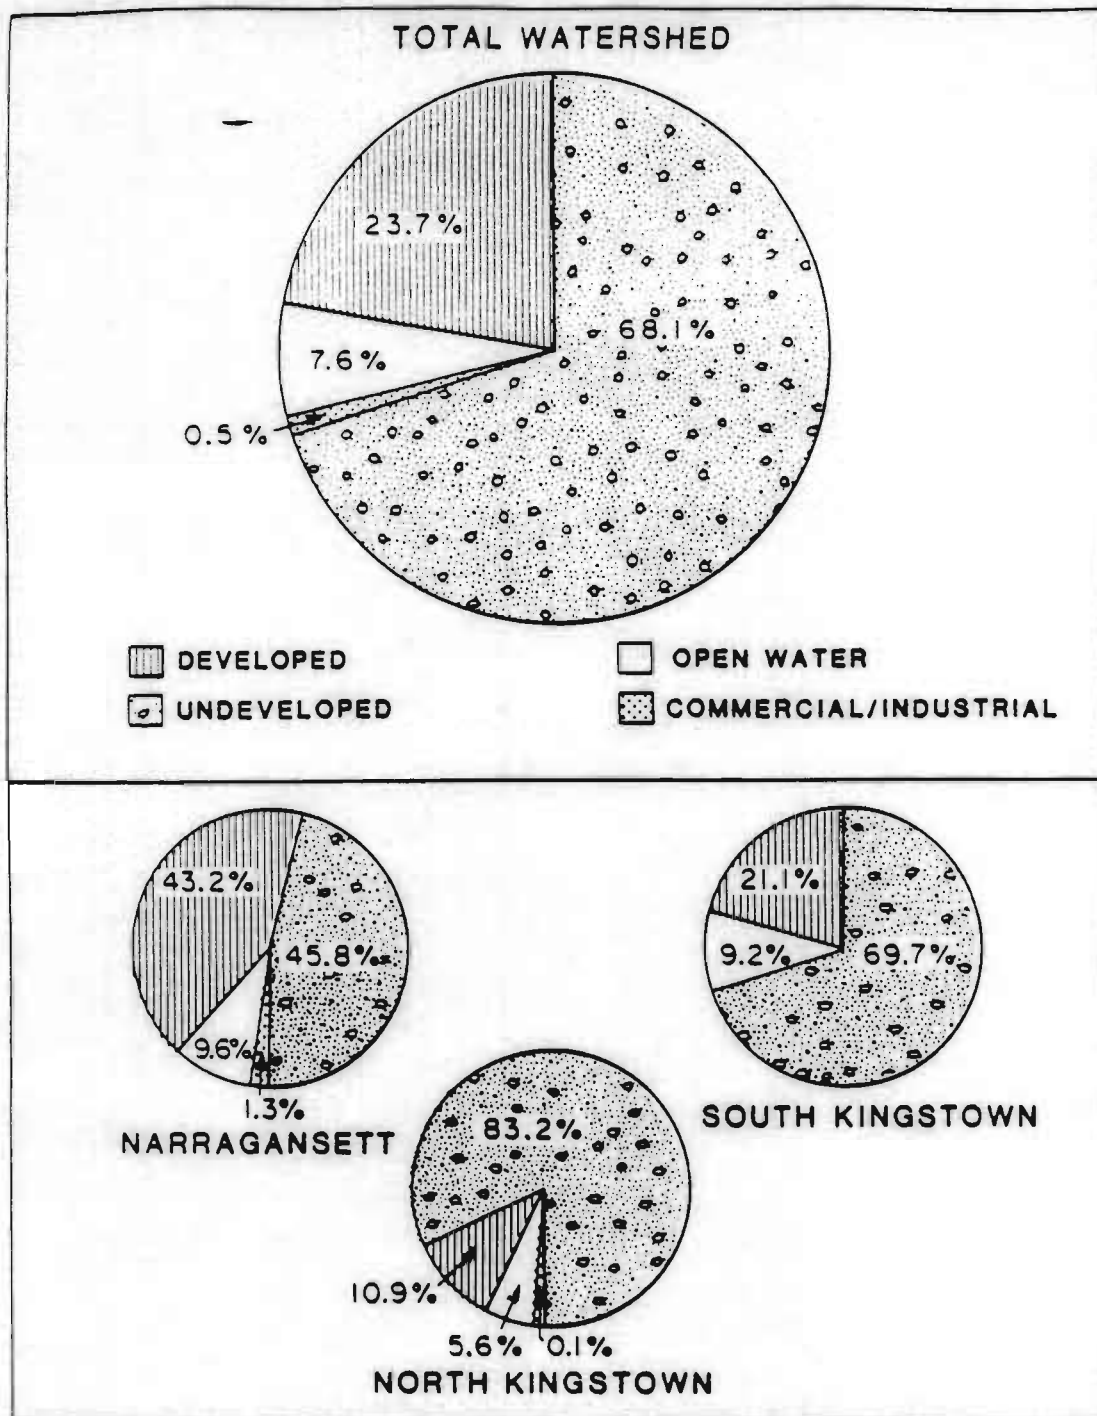 TOTAL WATERSHED
23.7%
68.1%
7.6%
0.5%
DEVELOPED
OPEN WATER
UNDEVELOPED
COMMERCIAL/INDUSTRIAL
43.2%
45.8%
9.6%
1.3%
NARRAGANSETT
21.1%
9.2%
69.7%
SOUTH KINGSTOWN
83.2%
10.9%
5.6%
0.1%
NORTH KINGSTOWN